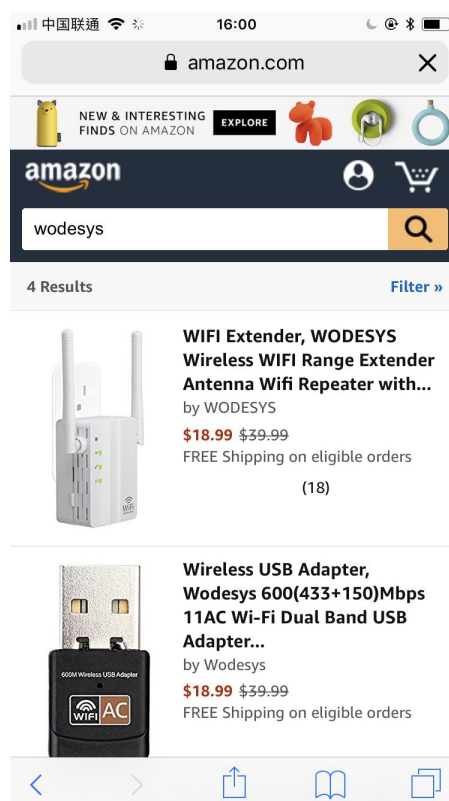 中国联通
16:00
amazon.com
NEW & INTERESTING
FINDS ON AMAZON
EXPLORE
amazon
wodesys
4 Results
Filter »
WIFI Extender, WODESYS
Wireless WIFI Range Extender
Antenna Wifi Repeater with...
by WODESYS
$18.99 $39.99
FREE Shipping on eligible orders
(18)
WiFi
Wireless USB Adapter,
Wodesys 600(433+150)Mbps
11AC Wi-Fi Dual Band USB
Adapter...
by Wodesys
$18.99 $39.99
FREE Shipping on eligible orders
600M Wireless USB Adapter
WiFi AC